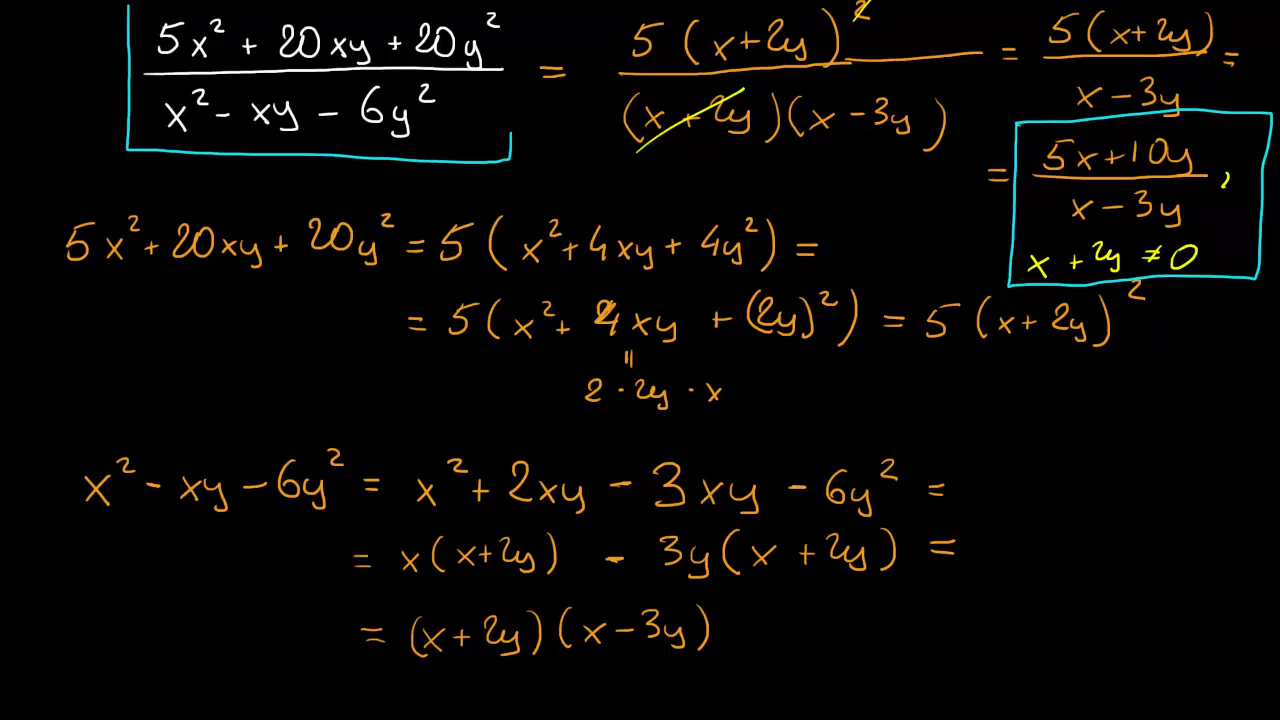 (5x² + 20xy + 20y²)/(x² - xy - 6y²) = 5(x+2y)²/((x+2y)(x-3y)) = 5(x+2y)/(x-3y) =
= (5x+10y)/(x-3y) ,
x + 2y ≠ 0
5x² + 20xy + 20y² = 5(x² + 4xy + 4y²) =
= 5(x² + 4xy + (2y)²) = 5(x+2y)²
"
2 · 2y · x
x² - xy - 6y² = x² + 2xy - 3xy - 6y² =
= x(x+2y) - 3y(x+2y) =
= (x+2y)(x-3y)